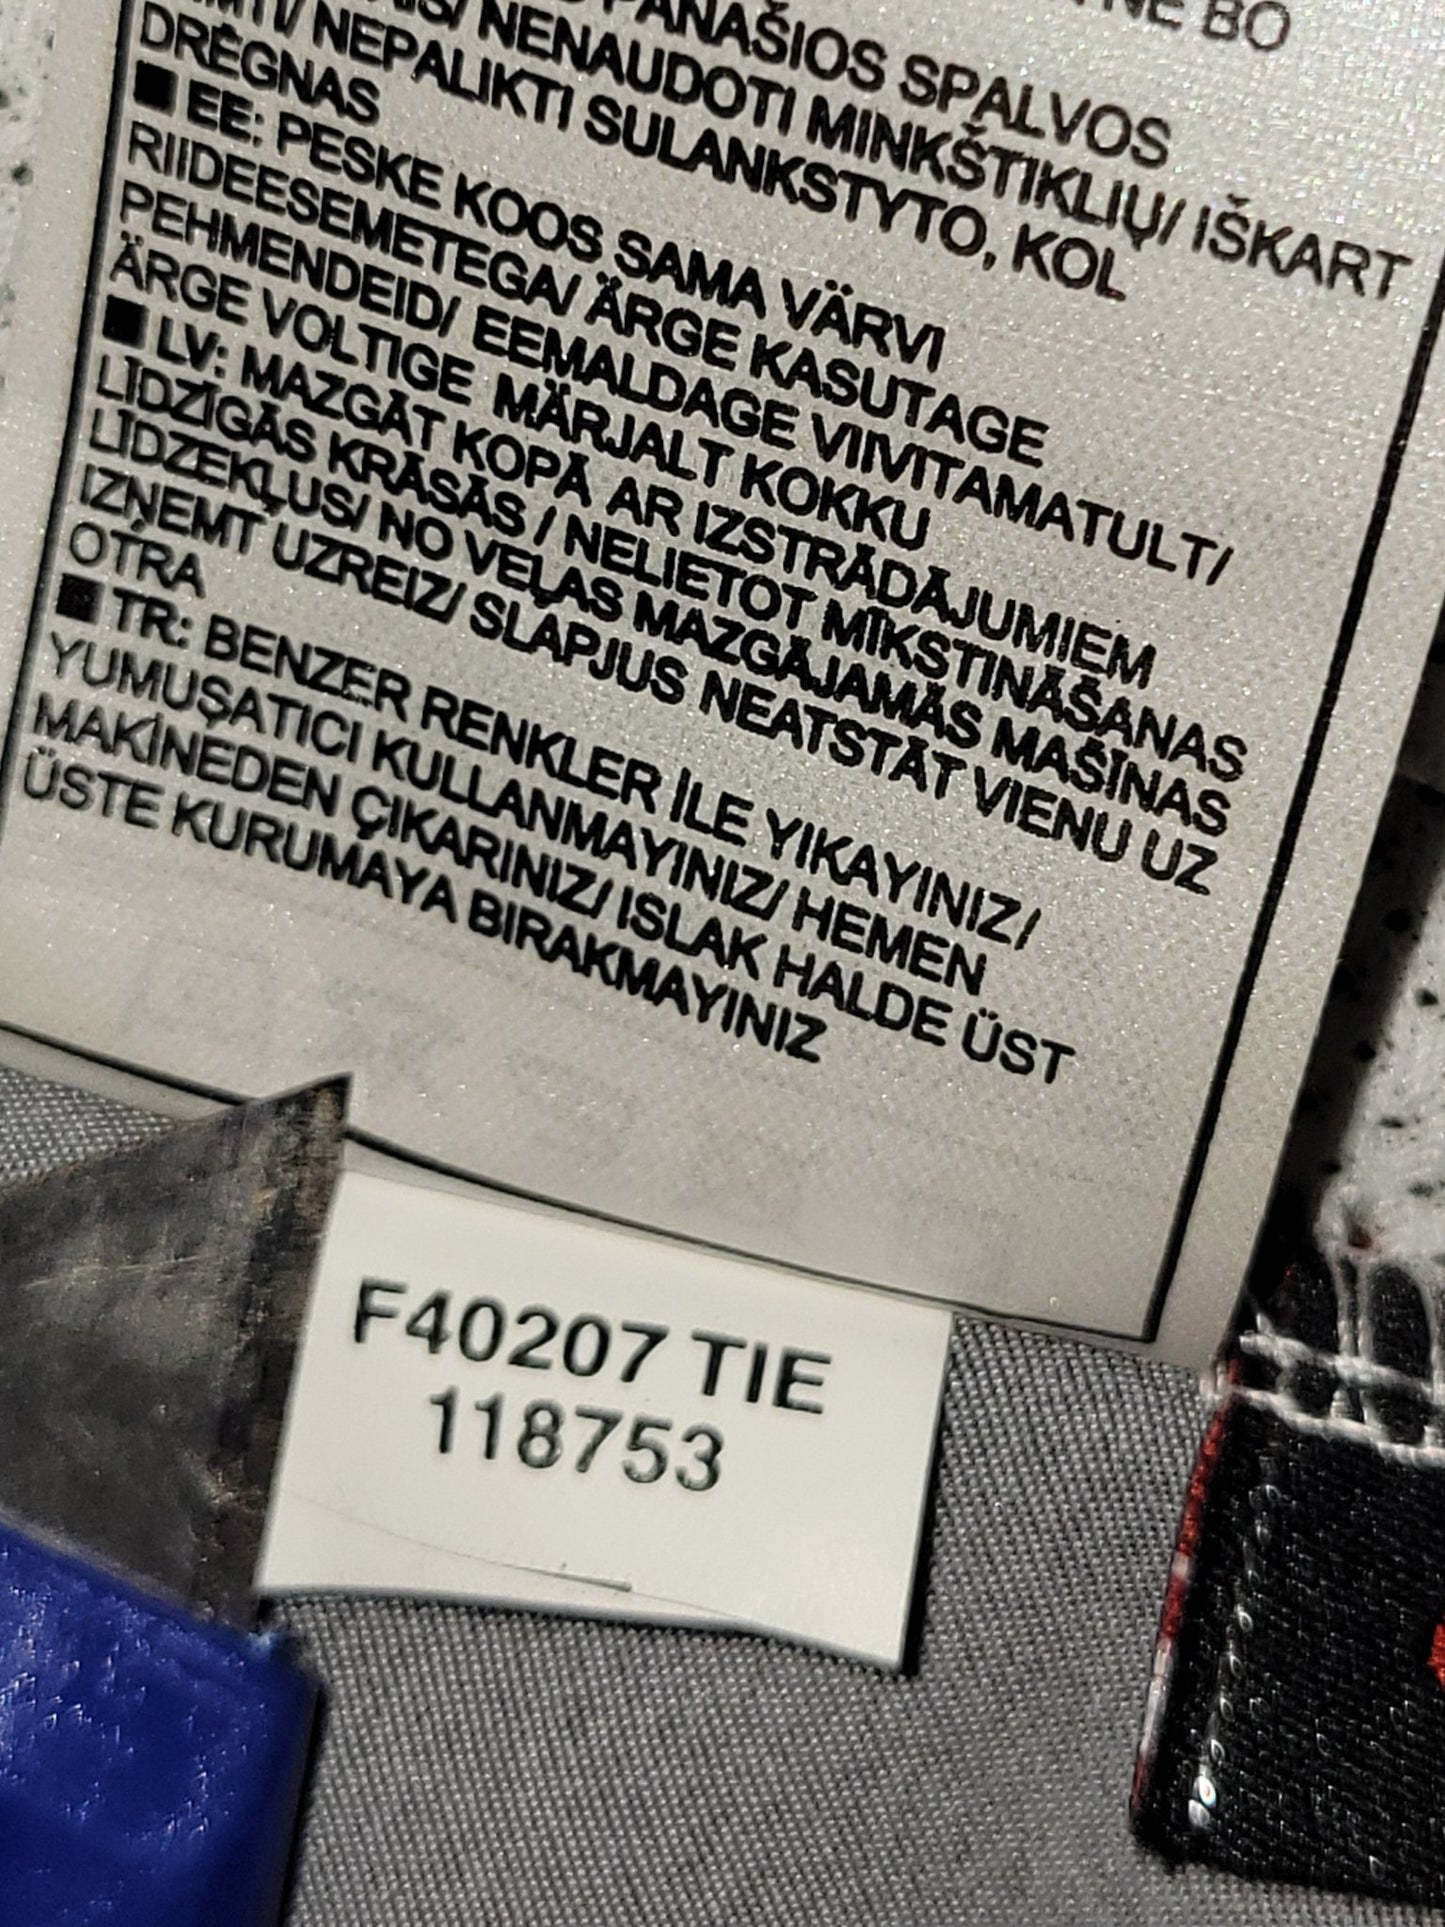 NE BO
PANAŠIOS SPALVOS
NENAUDOTI MINKŠTIKLIŲ/ IŠKART
NEPALIKTI SULANKSTYTO, KOL
DRĖGNAS
■ EE: PESKE KOOS SAMA VÄRVI
RIIDEESEMETEGA/ ÄRGE KASUTAGE
PEHMENDEID/ EEMALDAGE VIIVITAMATULT/
ÄRGE VOLTIGE MÄRJALT KOKKU
■ LV: MAZGĀT KOPĀ AR IZSTRĀDĀJUMIEM
LĪDZĪGĀS KRĀSĀS / NELIETOT MĪKSTINĀŠANAS
LĪDZEKĻUS/ NO VEĻAS MAZGĀJAMĀS MAŠĪNAS
IZŅEMT UZREIZ/ SLAPJUS NEATSTĀT VIENU UZ
OTRA
■ TR: BENZER RENKLER İLE YIKAYINIZ/
YUMUŞATICI KULLANMAYINIZ/ HEMEN
MAKİNEDEN ÇIKARINIZ/ ISLAK HALDE ÜST
ÜSTE KURUMAYA BIRAKMAYINIZ
F40207 TIE
118753